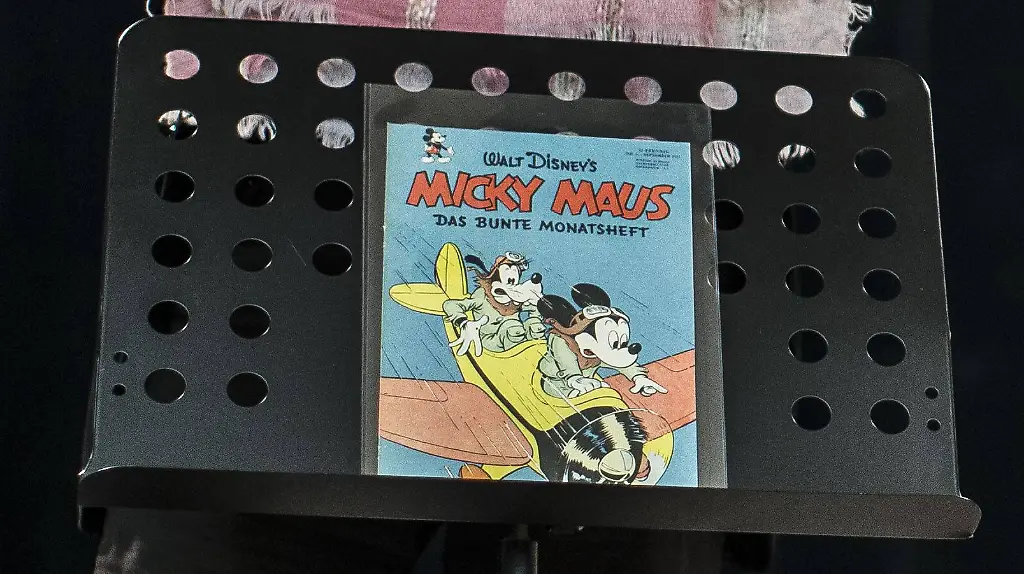 WALT DISNEY'S
MICKY MAUS
DAS BUNTE MONATSHEFT